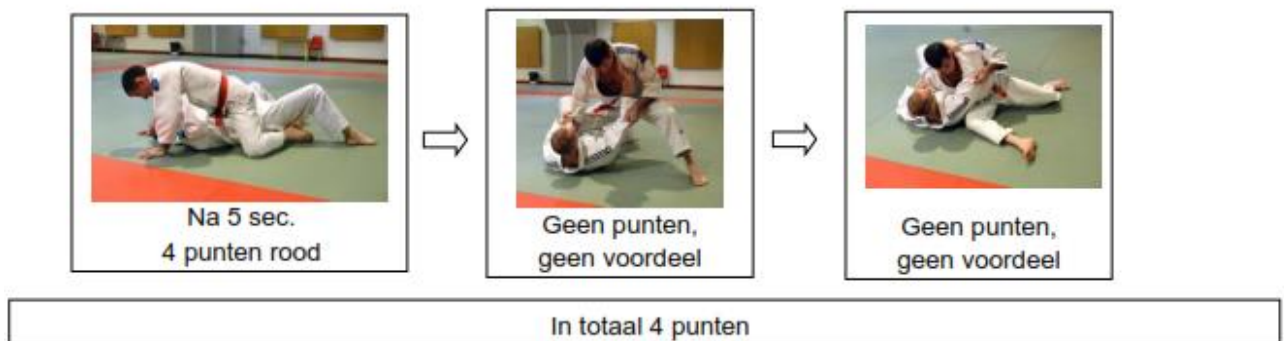 Na 5 sec.
4 punten rood
Geen punten,
geen voordeel
Geen punten,
geen voordeel
In totaal 4 punten